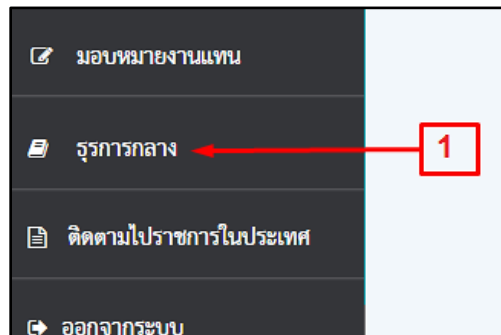 มอบหมายงานแทน
ธุรการกลาง
1
ติดตามไปราชการในประเทศ
ออกจากระบบ